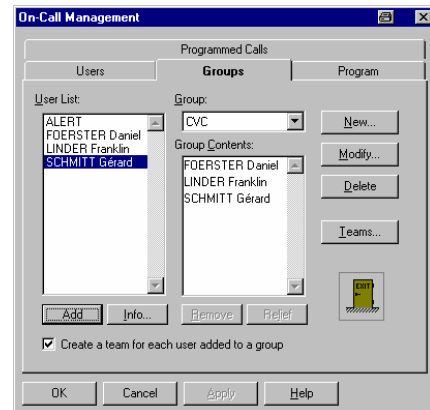 On-Call Management
Programmed Calls
Users
Groups
Program
User List:
ALERT
FOERSTER Daniel
LINDER Franklin
SCHMITT Gérard
Group:
CVC
Group Contents:
FOERSTER Daniel
LINDER Franklin
SCHMITT Gérard
New...
Modify...
Delete
Teams...
EXIT
Add
Info...
Remove
Relief
Create a team for each user added to a group
OK
Cancel
Apply
Help